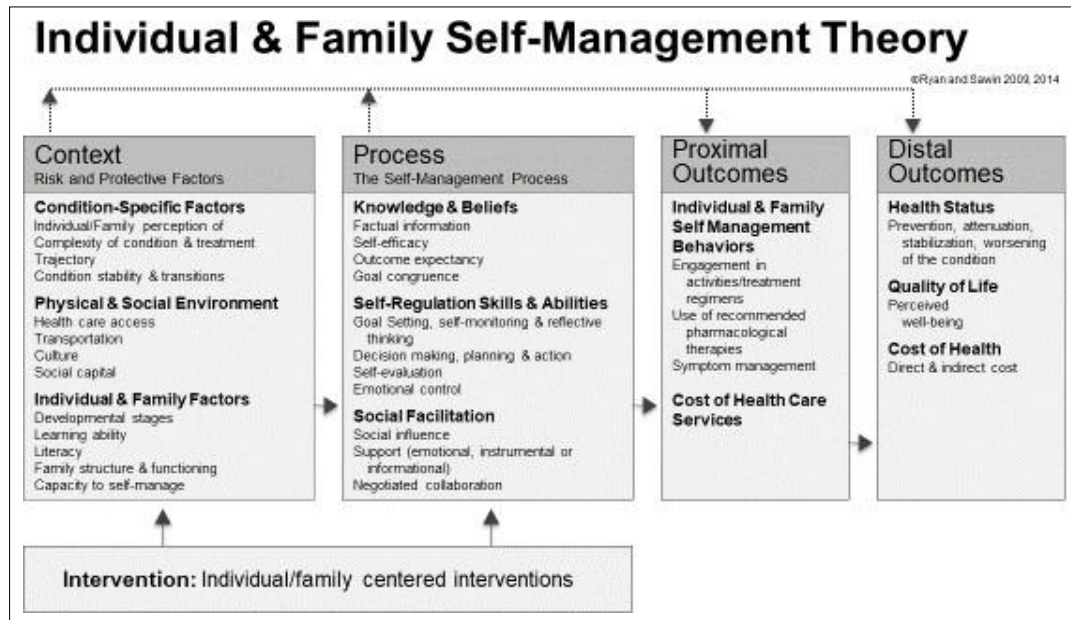 Individual & Family Self-Management Theory
©Ryan and Sawin 2009, 2014
Context
Risk and Protective Factors
Condition-Specific Factors
Individual/Family perception of
Complexity of condition & treatment
Trajectory
Condition stability & transitions
Physical & Social Environment
Health care access
Transportation
Culture
Social capital
Individual & Family Factors
Developmental stages
Learning ability
Literacy
Family structure & functioning
Capacity to self-manage
Process
The Self-Management Process
Knowledge & Beliefs
Factual information
Self-efficacy
Outcome expectancy
Goal congruence
Self-Regulation Skills & Abilities
Goal Setting, self-monitoring & reflective
thinking
Decision making, planning & action
Self-evaluation
Emotional control
Social Facilitation
Social influence
Support (emotional, instrumental or
informational)
Negotiated collaboration
Proximal
Outcomes
Individual & Family
Self Management
Behaviors
Engagement in
activities/treatment
regimens
Use of recommended
pharmacological
therapies
Symptom management
Cost of Health Care
Services
Distal
Outcomes
Health Status
Prevention, attenuation,
stabilization, worsening
of the condition
Quality of Life
Perceived
well-being
Cost of Health
Direct & indirect cost
Intervention: Individual/family centered interventions